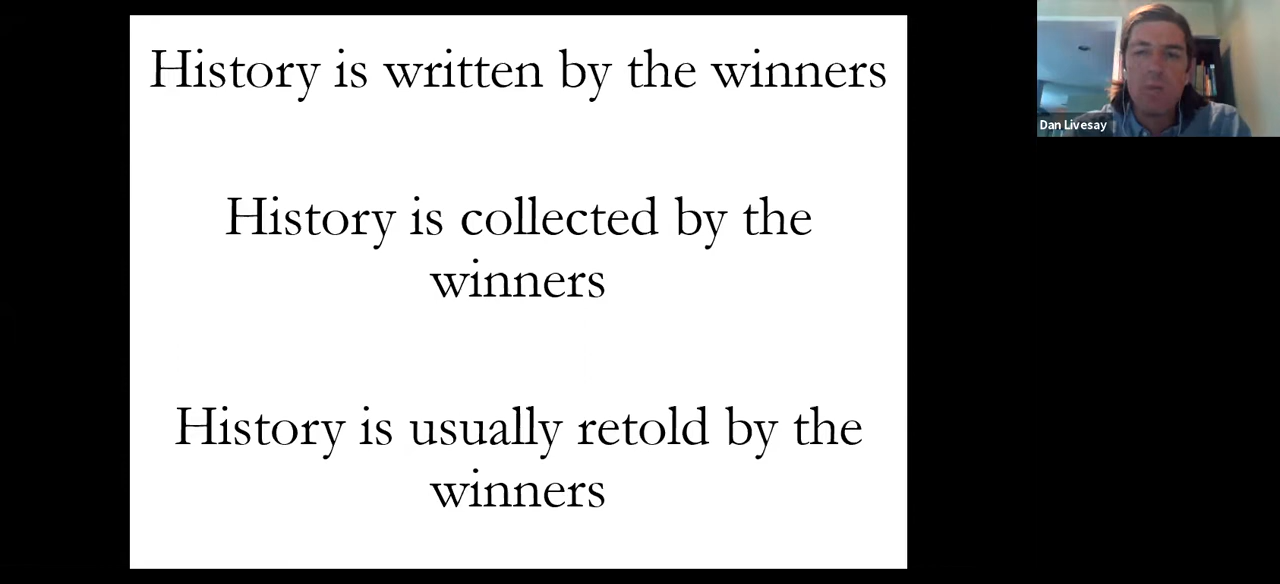 History is written by the winners
History is collected by the
winners
History is usually retold by the
winners
Dan Livesay